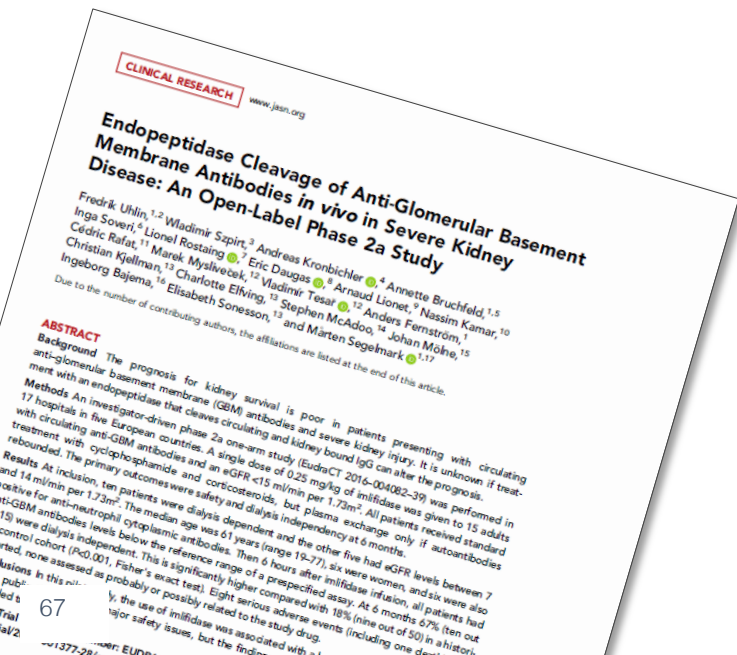 CLINICAL RESEARCH www.jasn.org
Endopeptidase Cleavage of Anti-Glomerular Basement
Membrane Antibodies in vivo in Severe Kidney
Disease: An Open-Label Phase 2a Study
Fredrik Uhlin,1,2 Wladimir Szpirt,3 Andreas Kronbichler,4 Annette Bruchfeld,1,5
Inga Soveri,6 Lionel Rostaing,7 Eric Daugas,8 Arnaud Lionet,9 Nassim Kamar,10
Cédric Rafat,11 Marek Myslivecek,12 Vladimír Tesař,12 Anders Fernström,1
Christian Kjellman,13 Charlotte Elfving,13 Stephen McAdoo,14 Johan Mölne,15
Ingeborg Bajema,16 Elisabeth Sonesson,13 and Mårten Segelmark1,17
Due to the number of contributing authors, the affiliations are listed at the end of this article.
ABSTRACT
Background The prognosis for kidney survival is poor in patients presenting with circulating
anti-glomerular basement membrane (GBM) antibodies and severe kidney injury. It is unknown if treat-
ment with an endopeptidase that cleaves circulating and kidney bound IgG can alter the prognosis.
Methods An investigator-driven phase 2a one-arm study (EudraCT 2016-004082-39) was performed in
17 hospitals in five European countries. A single dose of 0.25 mg/kg of imlifidase was given to 15 adults
with circulating anti-GBM antibodies and an eGFR <15 ml/min per 1.73m². All patients received standard
treatment with cyclophosphamide and corticosteroids, but plasma exchange only if autoantibodies
rebounded. The primary outcomes were safety and dialysis independency at 6 months.
Results At inclusion, ten patients were dialysis dependent and the other five had eGFR levels between 7
and 14 ml/min per 1.73m². The median age was 61 years (range 19–77), six were women, and six were also
ositive for anti-neutrophil cytoplasmic antibodies. Then 6 hours after imlifidase infusion, all patients had
ti-GBM antibodies levels below the reference range of a prespecified assay. At 6 months 67% (ten out
15) were dialysis independent. This is significantly higher compared with 18% (nine out of 50) in a histori-
control cohort (P<0.001, Fisher's exact test). Eight serious adverse events (including one de
rted, none assessed as probably or possibly related to the study drug.
lusions In this pi ly, the use of imlifidase was associated with a
publ ajor safety issues, but the findin
Trial ber: EUDR
01377-28
67